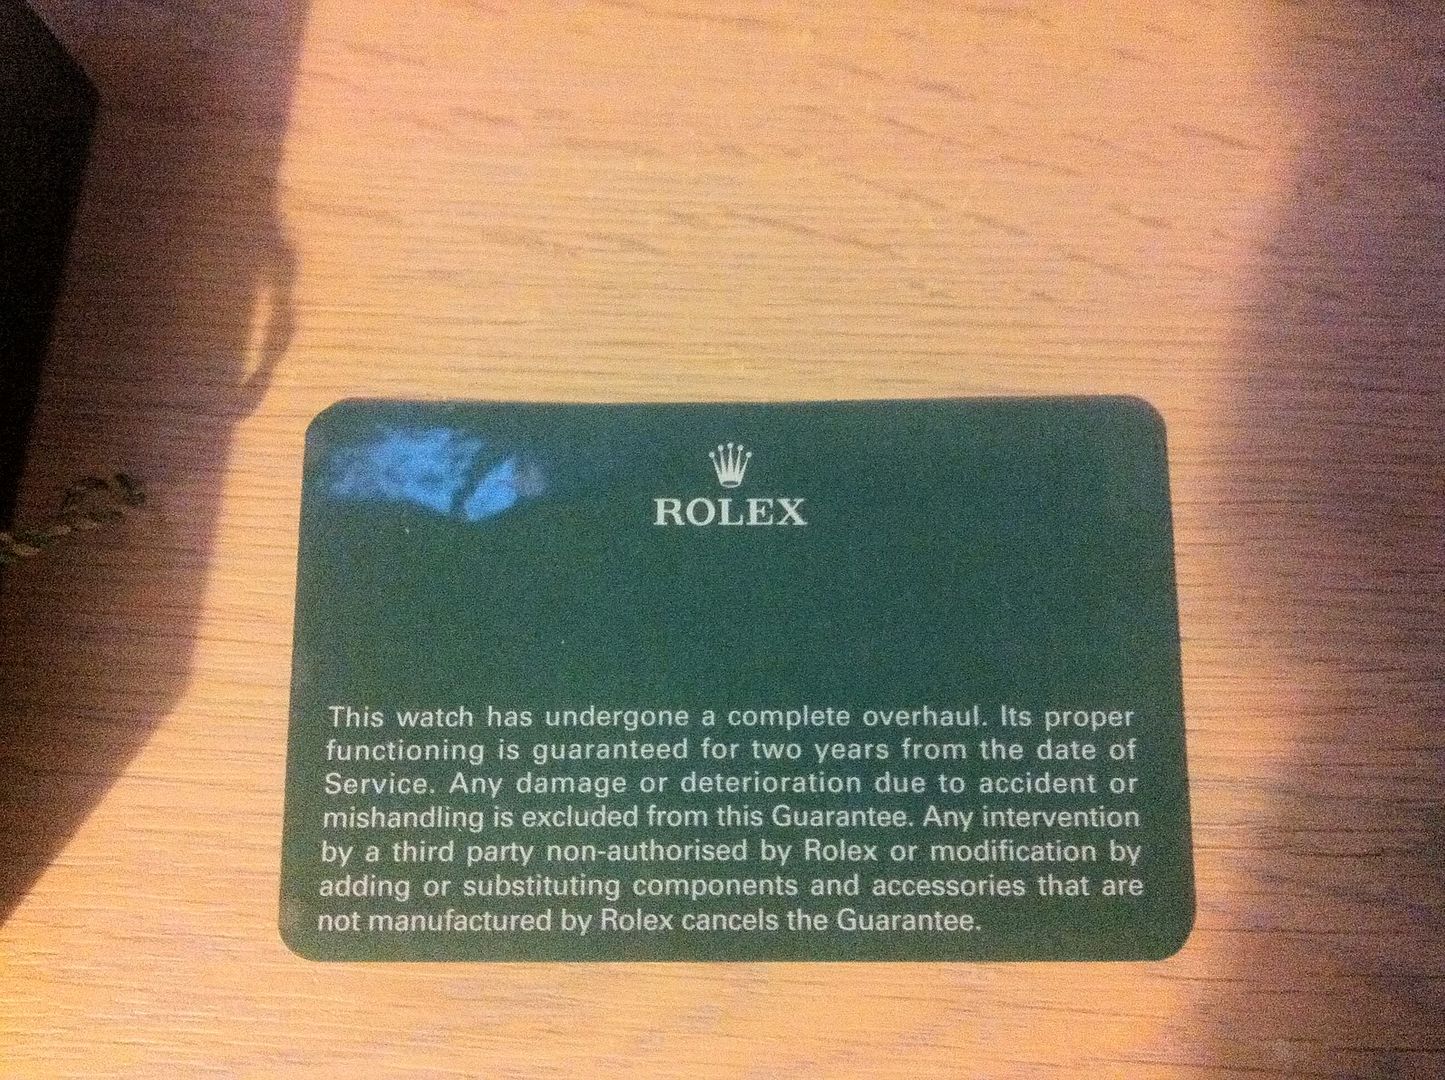 ROLEX
This watch has undergone a complete overhaul. Its proper
functioning is guaranteed for two years from the date of
Service. Any damage or deterioration due to accident or
mishandling is excluded from this Guarantee. Any intervention
by a third party non-authorised by Rolex or modification by
adding or substituting components and accessories that are
not manufactured by Rolex cancels the Guarantee.